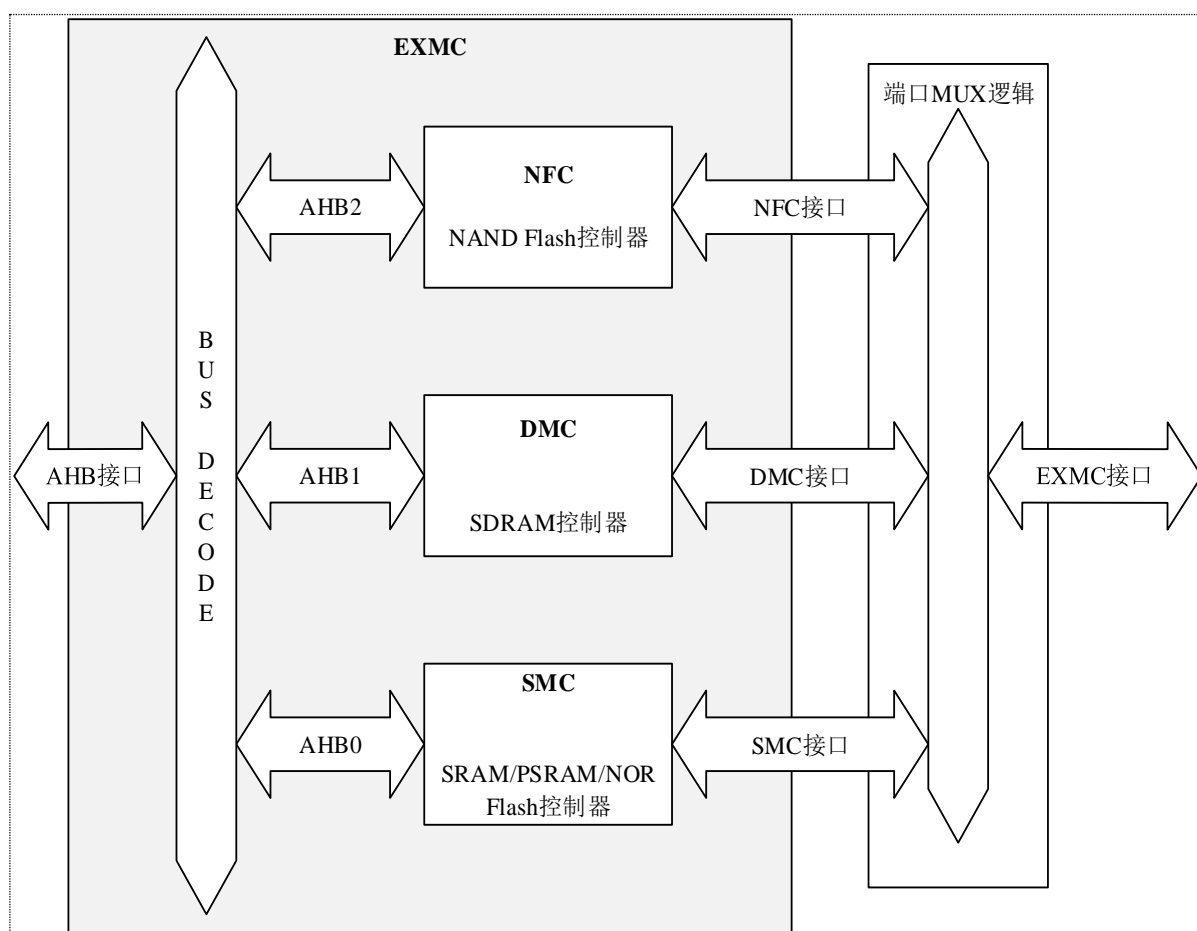 EXMC
端口MUX逻辑
NFC
AHB2
NFC接口
NAND Flash控制器
BUS DECODE
DMC
AHB接口
AHB1
DMC接口
EXMC接口
SDRAM控制器
SMC
AHB0
SMC接口
SRAM/PSRAM/NOR
Flash控制器